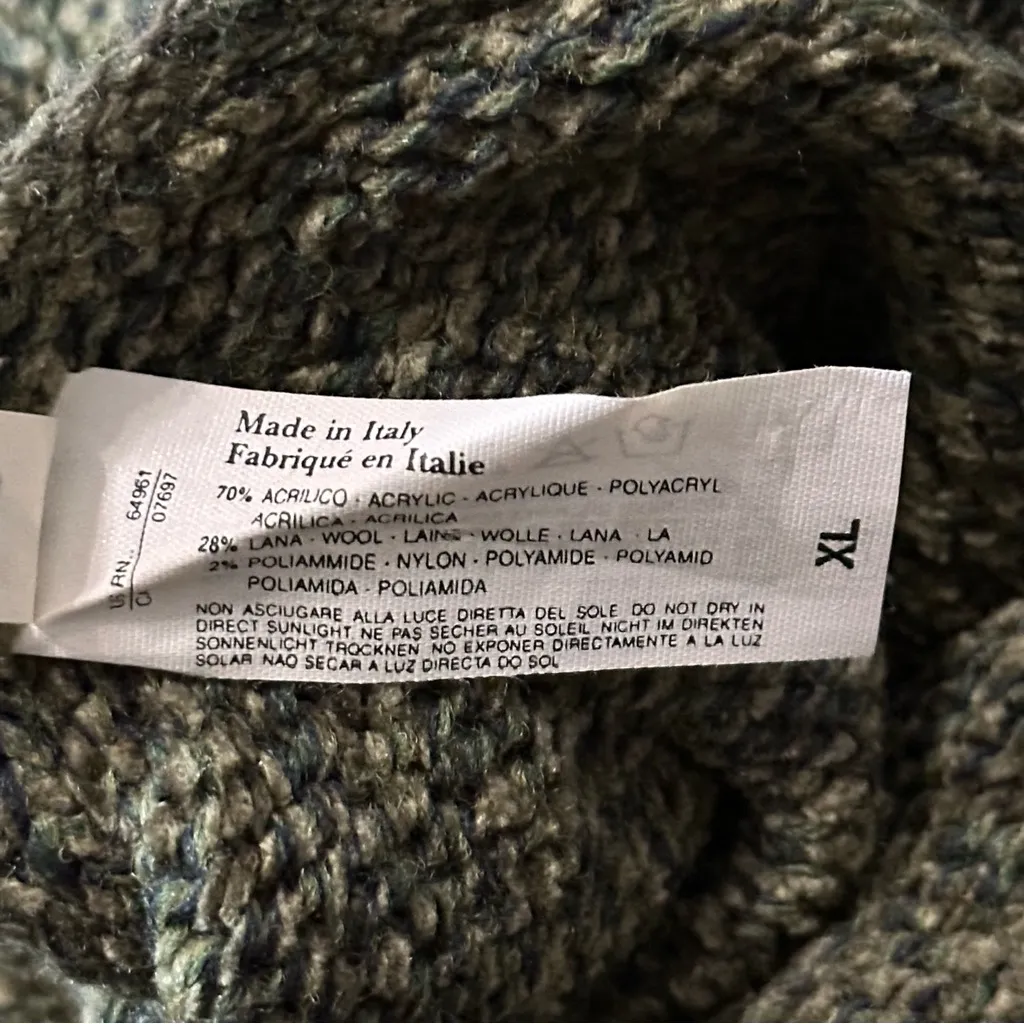 Made in Italy
Fabriqué en Italie
70% ACRILICO · ACRYLIC · ACRYLIQUE · POLYACRYL
ACRILICA · ACRILICA
28% LANA · WOOL · LAINE · WOLLE · LANA · LA
2% POLIAMMIDE · NYLON · POLYAMIDE · POLYAMID
POLIAMIDA · POLIAMIDA
NON ASCIUGARE ALLA LUCE DIRETTA DEL SOLE DO NOT DRY IN
DIRECT SUNLIGHT NE PAS SECHER AU SOLEIL NICHT IM DIREKTEN
SONNENLICHT TROCKNEN NO EXPONER DIRECTAMENTE A LA LUZ
SOLAR NAO SECAR A LUZ DIRECTA DO SOL
RN.. 64961
07697
XL